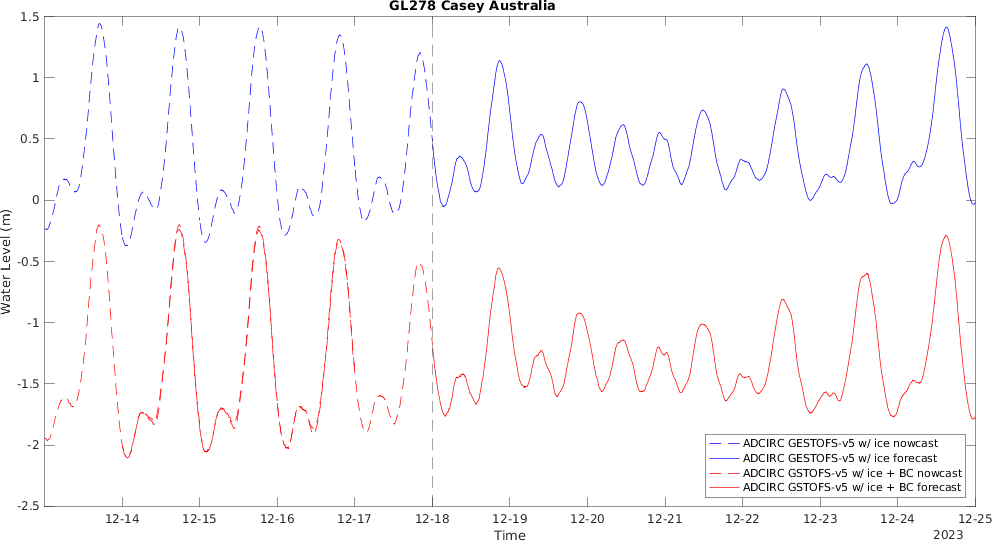 GL278 Casey Australia
1.5
1
0.5
0
-0.5
-1
-1.5
-2
-2.5
Water Level (m)
ADCIRC GESTOFS-v5 w/ ice nowcast
ADCIRC GESTOFS-v5 w/ ice forecast
ADCIRC GSTOFS-v5 w/ ice + BC nowcast
ADCIRC GSTOFS-v5 w/ ice + BC forecast
12-14 12-15 12-16 12-17 12-18 12-19 12-20 12-21 12-22 12-23 12-24 12-25
Time
2023